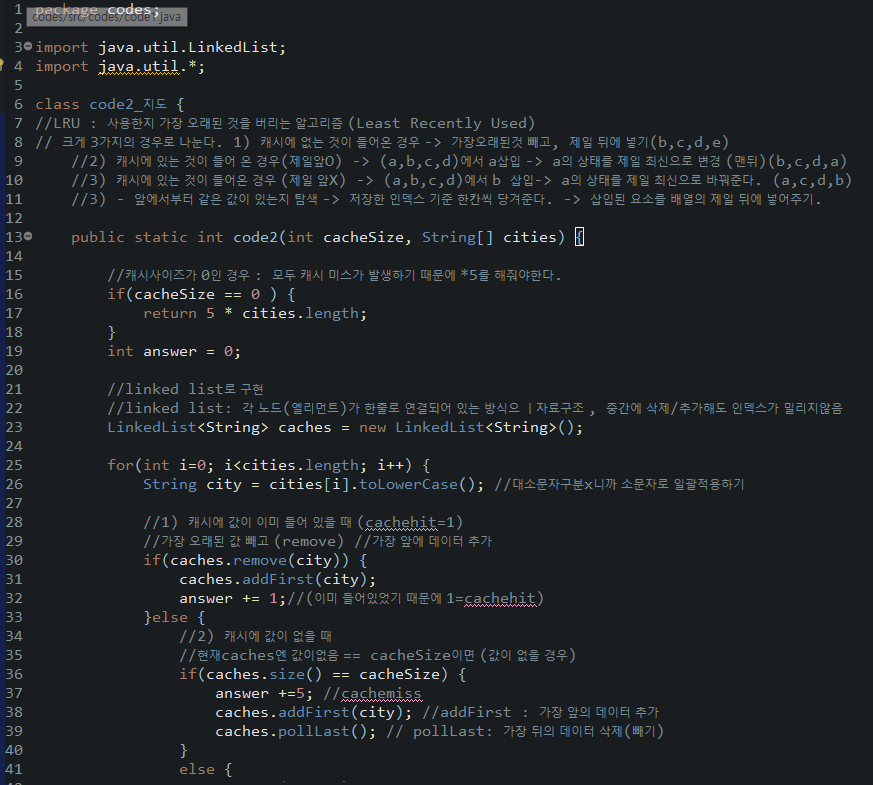 1 package codes;
codes/src/codes/code1.java
2
3 import java.util.LinkedList;
4 import java.util.*;
5
6 class code2_지도 {
7 //LRU : 사용한지 가장 오래된 것을 버리는 알고리즘 (Least Recently Used)
8 // 크게 3가지의 경우로 나눈다. 1) 캐시에 없는 것이 들어온 경우 -> 가장오래된것 빼고, 제일 뒤에 넣기(b,c,d,e)
9 //2) 캐시에 있는 것이 들어 온 경우(제일앞O) -> (a,b,c,d)에서 a삽입 -> a의 상태를 제일 최신으로 변경 (맨뒤)(b,c,d,a)
10 //3) 캐시에 있는 것이 들어온 경우 (제일 앞X) -> (a,b,c,d)에서 b 삽입-> a의 상태를 제일 최신으로 바꿔준다. (a,c,d,b)
11 //3) - 앞에서부터 같은 값이 있는지 탐색 -> 저장한 인덱스 기준 한칸씩 당겨준다. -> 삽입된 요소를 배열의 제일 뒤에 넣어주기.
12
13 public static int code2(int cacheSize, String[] cities) {
14
15 //캐시사이즈가 0인 경우 : 모두 캐시 미스가 발생하기 때문에 *5를 해줘야한다.
16 if(cacheSize == 0 ) {
17 return 5 * cities.length;
18 }
19 int answer = 0;
20
21 //linked list로 구현
22 //linked list: 각 노드(엘리먼트)가 한줄로 연결되어 있는 방식으 ㅣ자료구조 , 중간에 삭제/추가해도 인덱스가 밀리지않음
23 LinkedList<String> caches = new LinkedList<String>();
24
25 for(int i=0; i<cities.length; i++) {
26 String city = cities[i].toLowerCase(); //대소문자구분x니까 소문자로 일괄적용하기
27
28 //1) 캐시에 값이 이미 들어 있을 때 (cachehit=1)
29 //가장 오래된 값 빼고 (remove) //가장 앞에 데이터 추가
30 if(caches.remove(city)) {
31 caches.addFirst(city);
32 answer += 1;//(이미 들어있었기 때문에 1=cachehit)
33 }else {
34 //2) 캐시에 값이 없을 때
35 //현재caches엔 값이없음 == cacheSize이면 (값이 없을 경우)
36 if(caches.size() == cacheSize) {
37 answer +=5; //cachemiss
38 caches.addFirst(city); //addFirst : 가장 앞의 데이터 추가
39 caches.pollLast(); // pollLast: 가장 뒤의 데이터 삭제(빼기)
40 }
41 else {